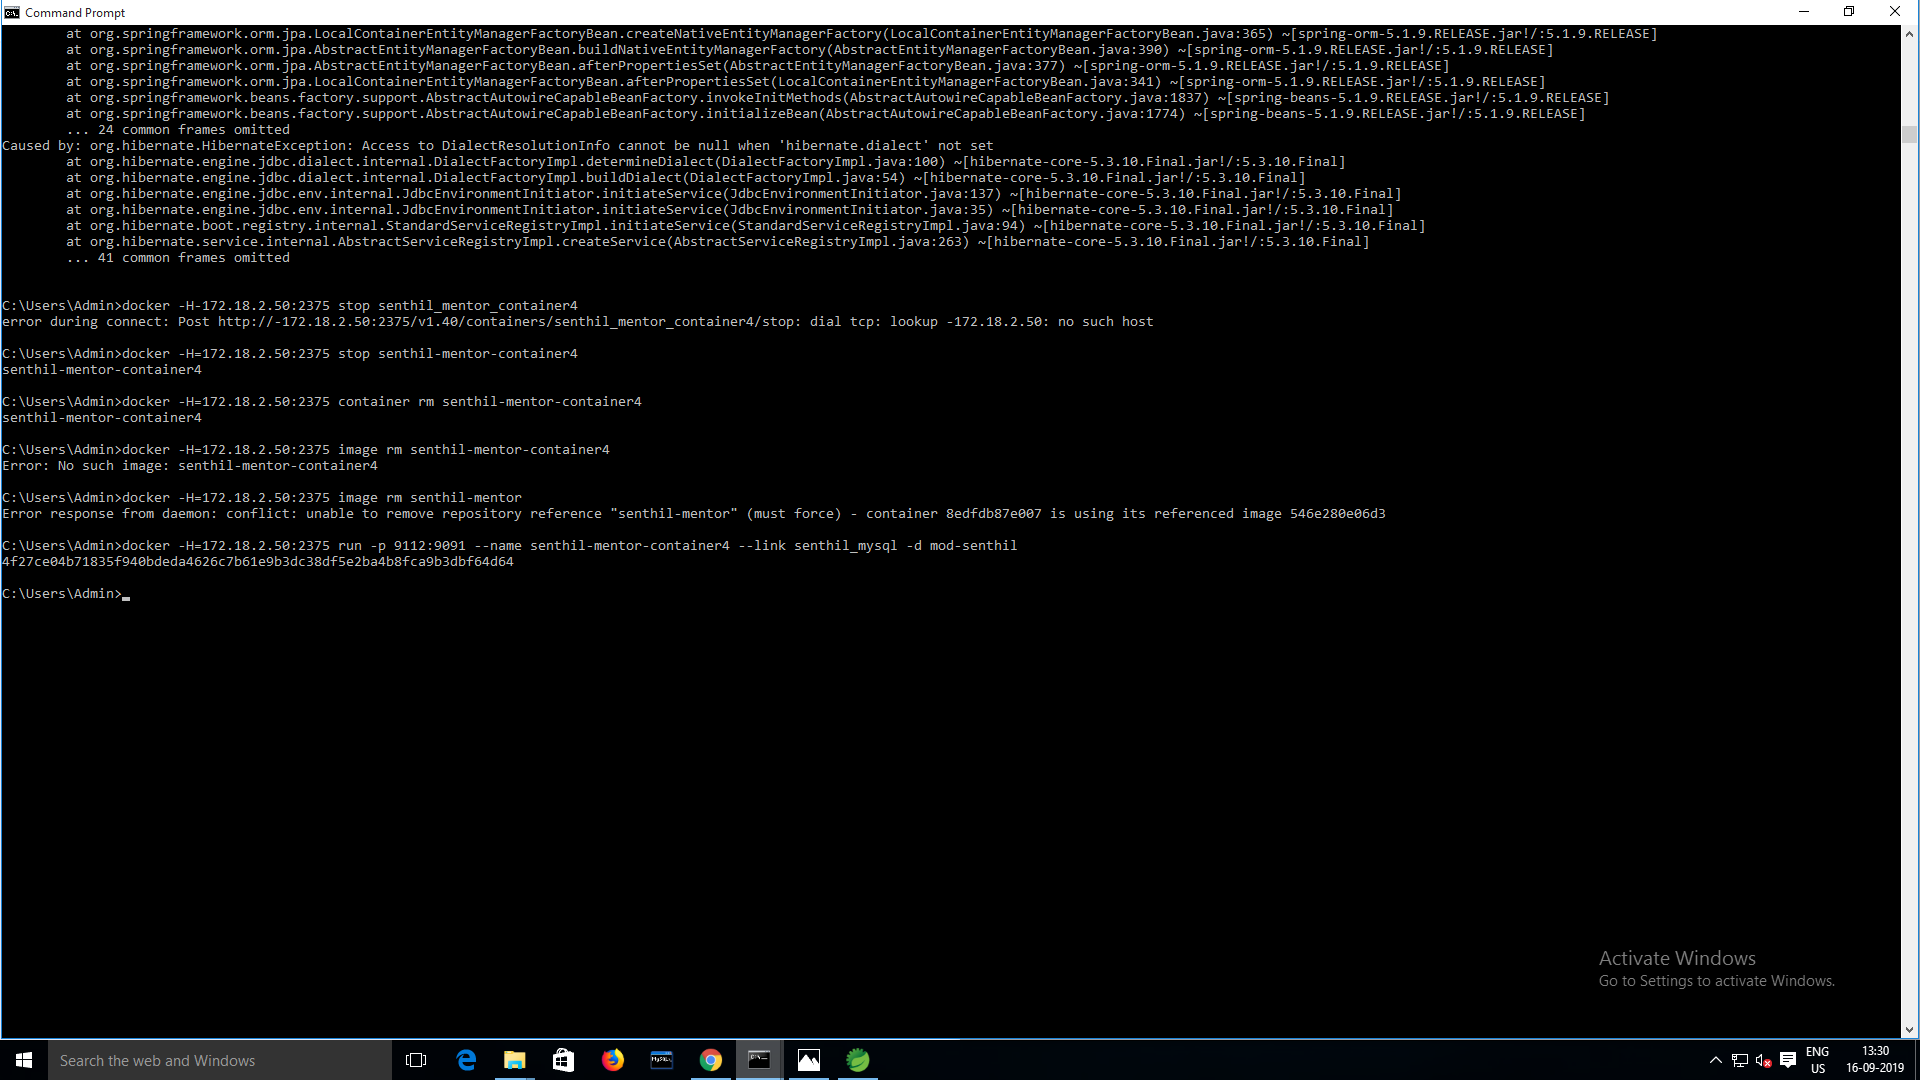 Command Prompt
at org.springframework.orm.jpa.LocalContainerEntityManagerFactoryBean.createNativeEntityManagerFactory(LocalContainerEntityManagerFactoryBean.java:365) ~[spring-orm-5.1.9.RELEASE.jar!/:5.1.9.RELEASE]
at org.springframework.orm.jpa.AbstractEntityManagerFactoryBean.buildNativeEntityManagerFactory(AbstractEntityManagerFactoryBean.java:390) ~[spring-orm-5.1.9.RELEASE.jar!/:5.1.9.RELEASE]
at org.springframework.orm.jpa.AbstractEntityManagerFactoryBean.afterPropertiesSet(AbstractEntityManagerFactoryBean.java:377) ~[spring-orm-5.1.9.RELEASE.jar!/:5.1.9.RELEASE]
at org.springframework.orm.jpa.LocalContainerEntityManagerFactoryBean.afterPropertiesSet(LocalContainerEntityManagerFactoryBean.java:341) ~[spring-orm-5.1.9.RELEASE.jar!/:5.1.9.RELEASE]
at org.springframework.beans.factory.support.AbstractAutowireCapableBeanFactory.invokeInitMethods(AbstractAutowireCapableBeanFactory.java:1837) ~[spring-beans-5.1.9.RELEASE.jar!/:5.1.9.RELEASE]
at org.springframework.beans.factory.support.AbstractAutowireCapableBeanFactory.initializeBean(AbstractAutowireCapableBeanFactory.java:1774) ~[spring-beans-5.1.9.RELEASE.jar!/:5.1.9.RELEASE]
... 24 common frames omitted
Caused by: org.hibernate.HibernateException: Access to DialectResolutionInfo cannot be null when 'hibernate.dialect' not set
at org.hibernate.engine.jdbc.dialect.internal.DialectFactoryImpl.determineDialect(DialectFactoryImpl.java:100) ~[hibernate-core-5.3.10.Final.jar!/:5.3.10.Final]
at org.hibernate.engine.jdbc.dialect.internal.DialectFactoryImpl.buildDialect(DialectFactoryImpl.java:54) ~[hibernate-core-5.3.10.Final.jar!/:5.3.10.Final]
at org.hibernate.engine.jdbc.env.internal.JdbcEnvironmentInitiator.initiateService(JdbcEnvironmentInitiator.java:137) ~[hibernate-core-5.3.10.Final.jar!/:5.3.10.Final]
at org.hibernate.engine.jdbc.env.internal.JdbcEnvironmentInitiator.initiateService(JdbcEnvironmentInitiator.java:35) ~[hibernate-core-5.3.10.Final.jar!/:5.3.10.Final]
at org.hibernate.boot.registry.internal.StandardServiceRegistryImpl.initiateService(StandardServiceRegistryImpl.java:94) ~[hibernate-core-5.3.10.Final.jar!/:5.3.10.Final]
at org.hibernate.service.internal.AbstractServiceRegistryImpl.createService(AbstractServiceRegistryImpl.java:263) ~[hibernate-core-5.3.10.Final.jar!/:5.3.10.Final]
... 41 common frames omitted
C:\Users\Admin>docker -H-172.18.2.50:2375 stop senthil_mentor_container4
error during connect: Post http://-172.18.2.50:2375/v1.40/containers/senthil_mentor_container4/stop: dial tcp: lookup -172.18.2.50: no such host
C:\Users\Admin>docker -H=172.18.2.50:2375 stop senthil-mentor-container4
senthil-mentor-container4
C:\Users\Admin>docker -H=172.18.2.50:2375 container rm senthil-mentor-container4
senthil-mentor-container4
C:\Users\Admin>docker -H=172.18.2.50:2375 image rm senthil-mentor-container4
Error: No such image: senthil-mentor-container4
C:\Users\Admin>docker -H=172.18.2.50:2375 image rm senthil-mentor
Error response from daemon: conflict: unable to remove repository reference "senthil-mentor" (must force) - container 8edfdb87e007 is using its referenced image 546e280e06d3
C:\Users\Admin>docker -H=172.18.2.50:2375 run -p 9112:9091 --name senthil-mentor-container4 --link senthil_mysql -d mod-senthil
4f27ce04b71835f940bdeda4626c7b61e9b3dc38df5e2ba4b8fca9b3dbf64d64
C:\Users\Admin>
Activate Windows
Go to Settings to activate Windows.
Search the web and Windows
ENG
US
13:30
16-09-2019